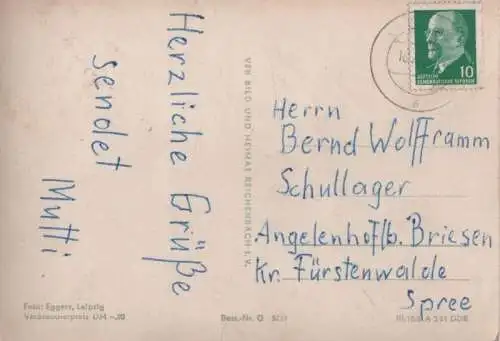 Herzliche Grüße
sendet
Mutti
VEB BILD UND HEIMAT REICHENBACH I. V.
10
DEUTSCHE
DEMOKRATISCHE REPUBLIK
Herrn
Bernd Wolfframm
Schullager
Angelenhof/b. Briesen
Kr. Fürstenwalde
Spree
Foto: Eggers, Leipzig
Verbraucherpreis DM -,20
Best.-Nr. O
DDR